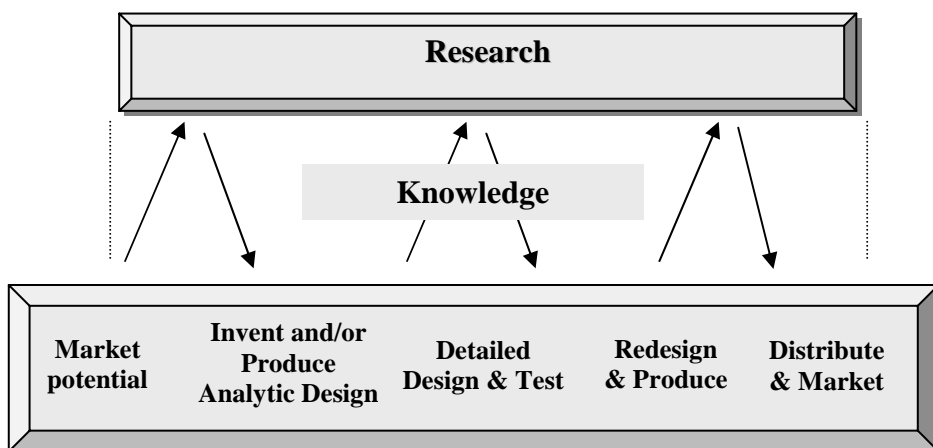 Research
Knowledge
Market
potential
Invent and/or
Produce
Analytic Design
Detailed
Design & Test
Redesign
& Produce
Distribute
& Market